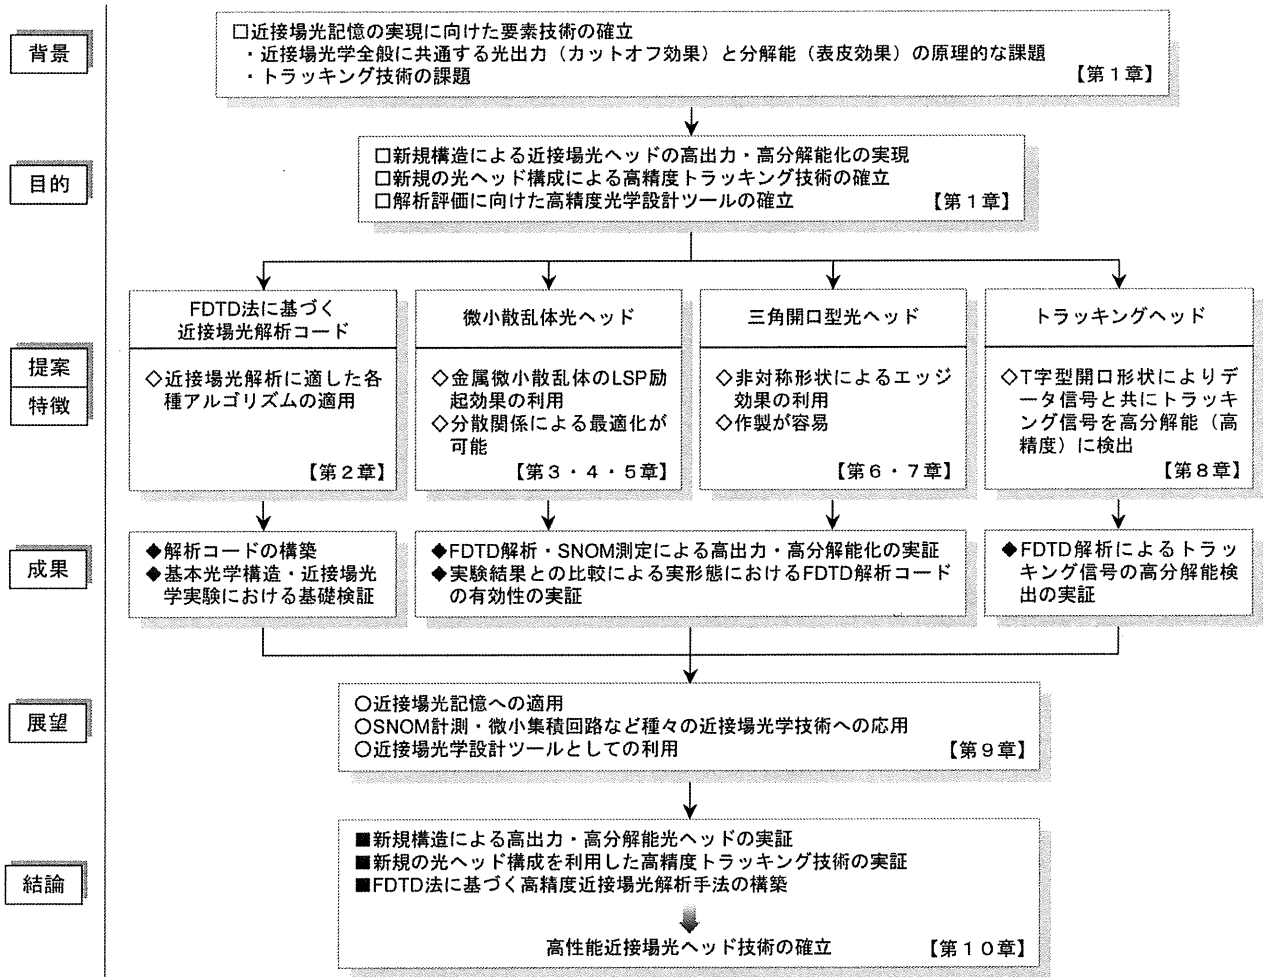 背景
□近接場光記憶の実現に向けた要素技術の確立
・近接場光学全般に共通する光出力（カットオフ効果）と分解能（表皮効果）の原理的な課題
・トラッキング技術の課題
【第１章】
目的
□新規構造による近接場光ヘッドの高出力・高分解能化の実現
□新規の光ヘッド構成による高精度トラッキング技術の確立
□解析評価に向けた高精度光学設計ツールの確立
【第１章】
提案
特徴
FDTD法に基づく
近接場光解析コード
◇近接場光解析に適した各
種アルゴリズムの適用
【第２章】
微小散乱体光ヘッド
◇金属微小散乱体のLSP励
起効果の利用
◇分散関係による最適化が
可能
【第３・４・５章】
三角開口型光ヘッド
◇非対称形状によるエッジ
効果の利用
◇作製が容易
【第６・７章】
トラッキングヘッド
◇T字型開口形状によりデ
ータ信号と共にトラッキ
ング信号を高分解能（高
精度）に検出
【第８章】
成果
◆解析コードの構築
◆基本光学構造・近接場光
学実験における基礎検証
◆FDTD解析・SNOM測定による高出力・高分解能化の実証
◆実験結果との比較による実形態におけるFDTD解析コード
の有効性の実証
◆FDTD解析によるトラッ
キング信号の高分解能検
出の実証
展望
○近接場光記憶への適用
○SNOM計測・微小集積回路など種々の近接場光学技術への応用
○近接場光学設計ツールとしての利用
【第９章】
結論
■新規構造による高出力・高分解能光ヘッドの実証
■新規の光ヘッド構成を利用した高精度トラッキング技術の実証
■FDTD法に基づく高精度近接場光解析手法の構築
高性能近接場光ヘッド技術の確立
【第１０章】